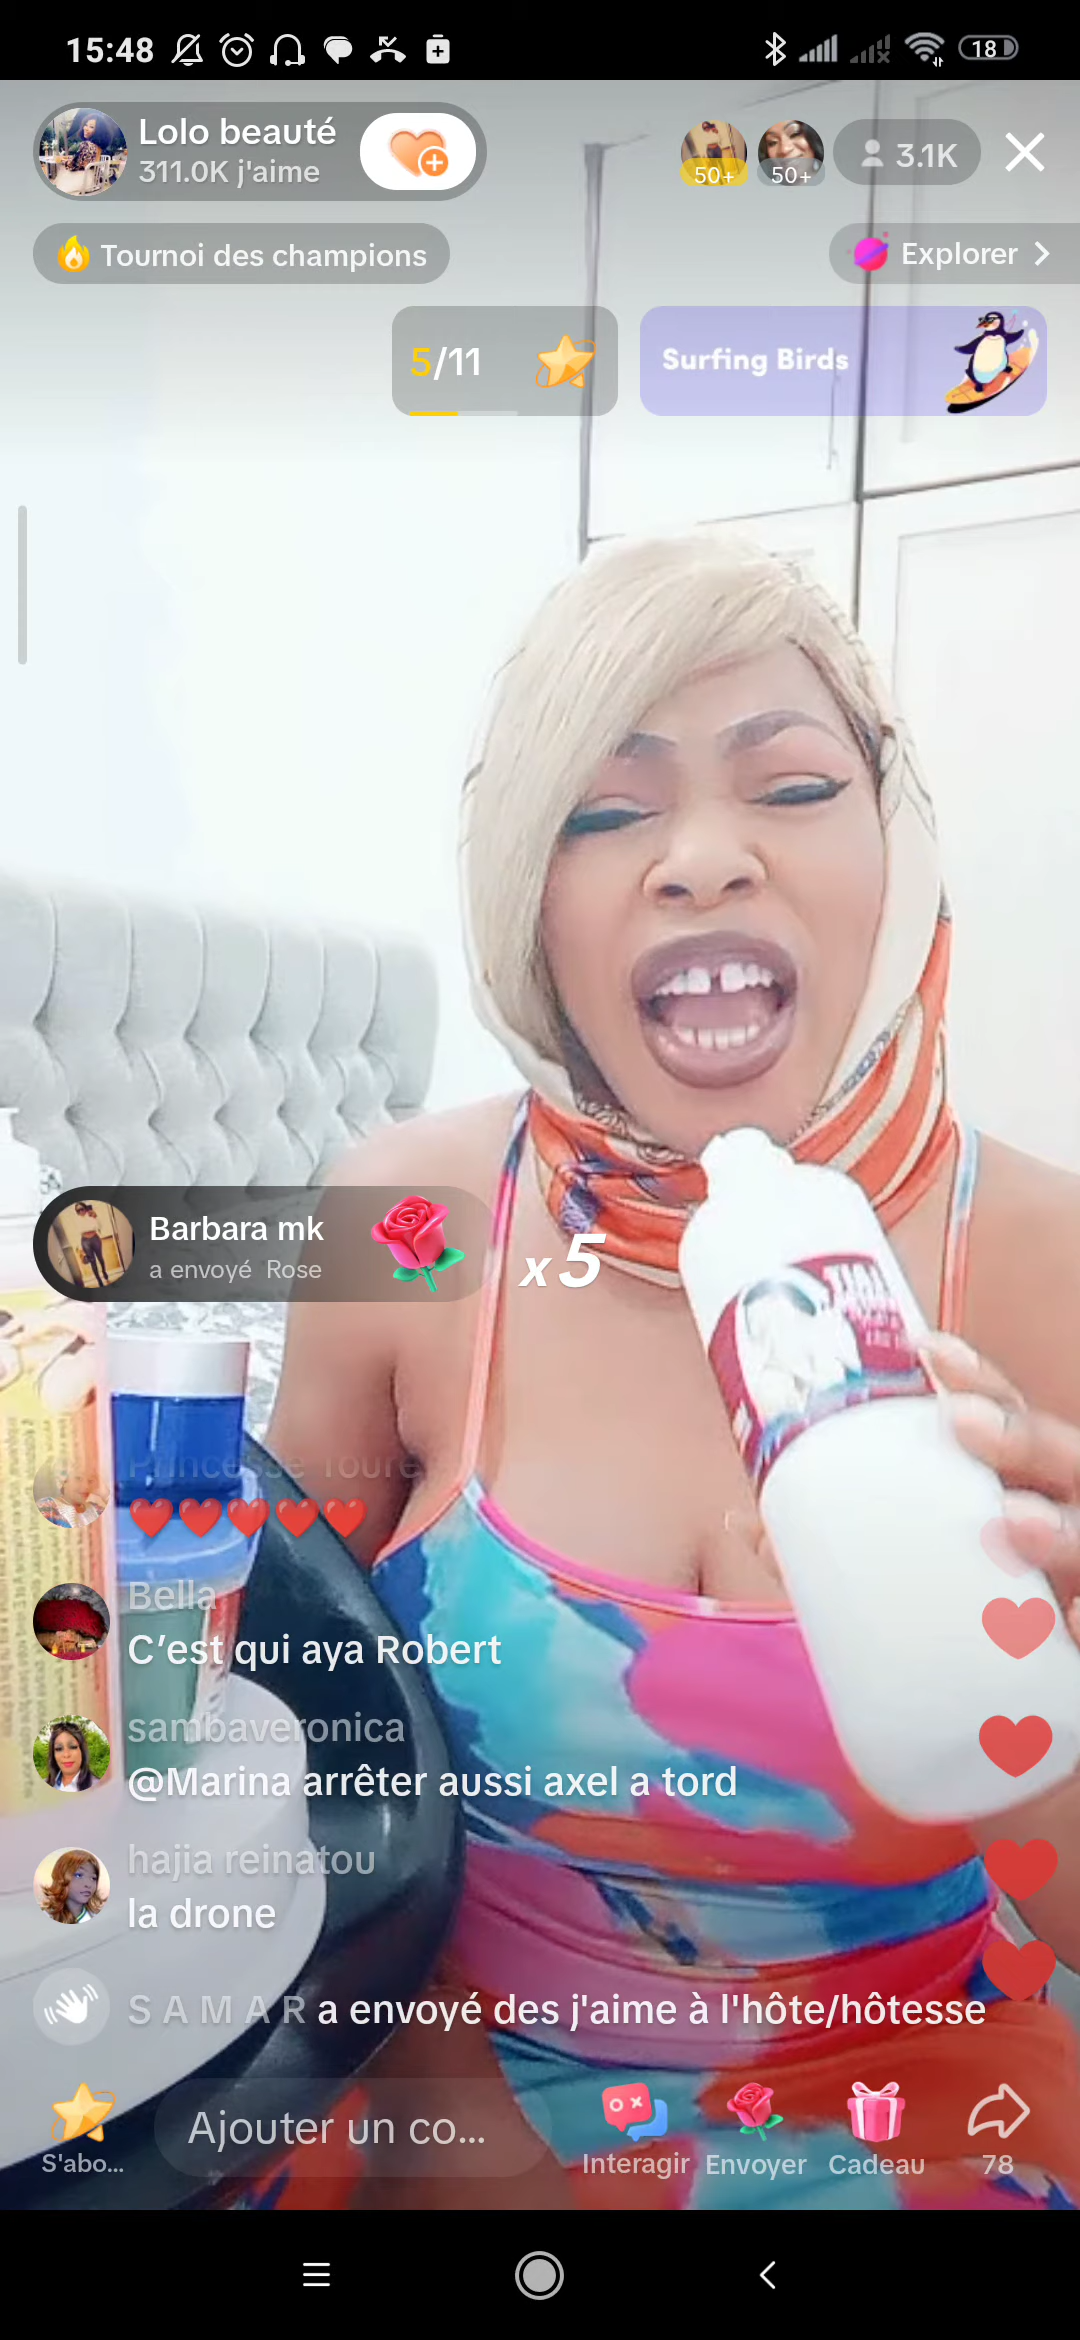 15:48
18
Lolo beauté
311.0K j'aime
50+
50+
3.1K
Tournoi des champions
Explorer
5/11
Surfing Birds
Barbara mk
a envoyé Rose
x5
Princesse Toure
❤️❤️❤️❤️❤️
Bella
C'est qui aya Robert
sambaveronica
@Marina arrêter aussi axel a tord
hajia reinatou
la drone
S A M A R a envoyé des j'aime à l'hôte/hôtesse
S'abo...
Ajouter un co...
Interagir
Envoyer
Cadeau
78